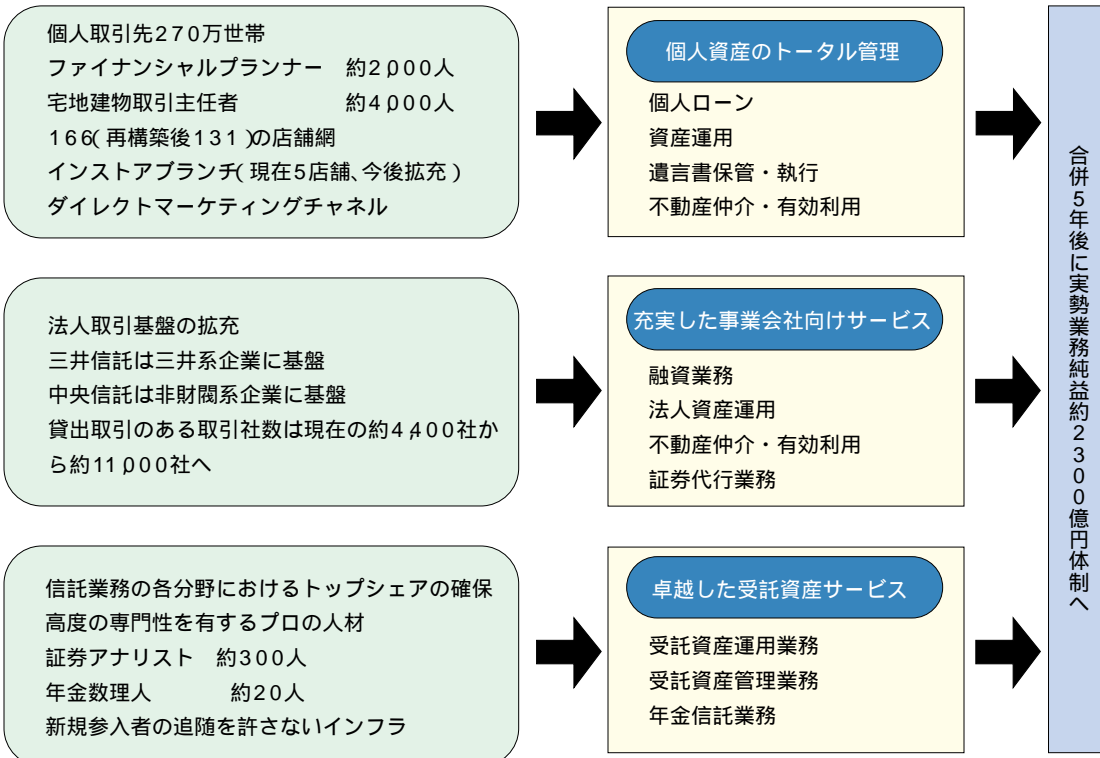 個人取引先270万世帯
ファイナンシャルプランナー　約2,000人
宅地建物取引主任者　約4,000人
166(再構築後131)の店舗網
インストアブランチ(現在5店舗、今後拡充)
ダイレクトマーケティングチャネル
個人資産のトータル管理
個人ローン
資産運用
遺言書保管・執行
不動産仲介・有効利用
法人取引基盤の拡充
三井信託は三井系企業に基盤
中央信託は非財閥系企業に基盤
貸出取引のある取引社数は現在の約4,400社か
ら約11,000社へ
充実した事業会社向けサービス
融資業務
法人資産運用
不動産仲介・有効利用
証券代行業務
信託業務の各分野におけるトップシェアの確保
高度の専門性を有するプロの人材
証券アナリスト　約300人
年金数理人　約20人
新規参入者の追随を許さないインフラ
卓越した受託資産サービス
受託資産運用業務
受託資産管理業務
年金信託業務
合併5年後に実勢業務純益約2300億円体制へ